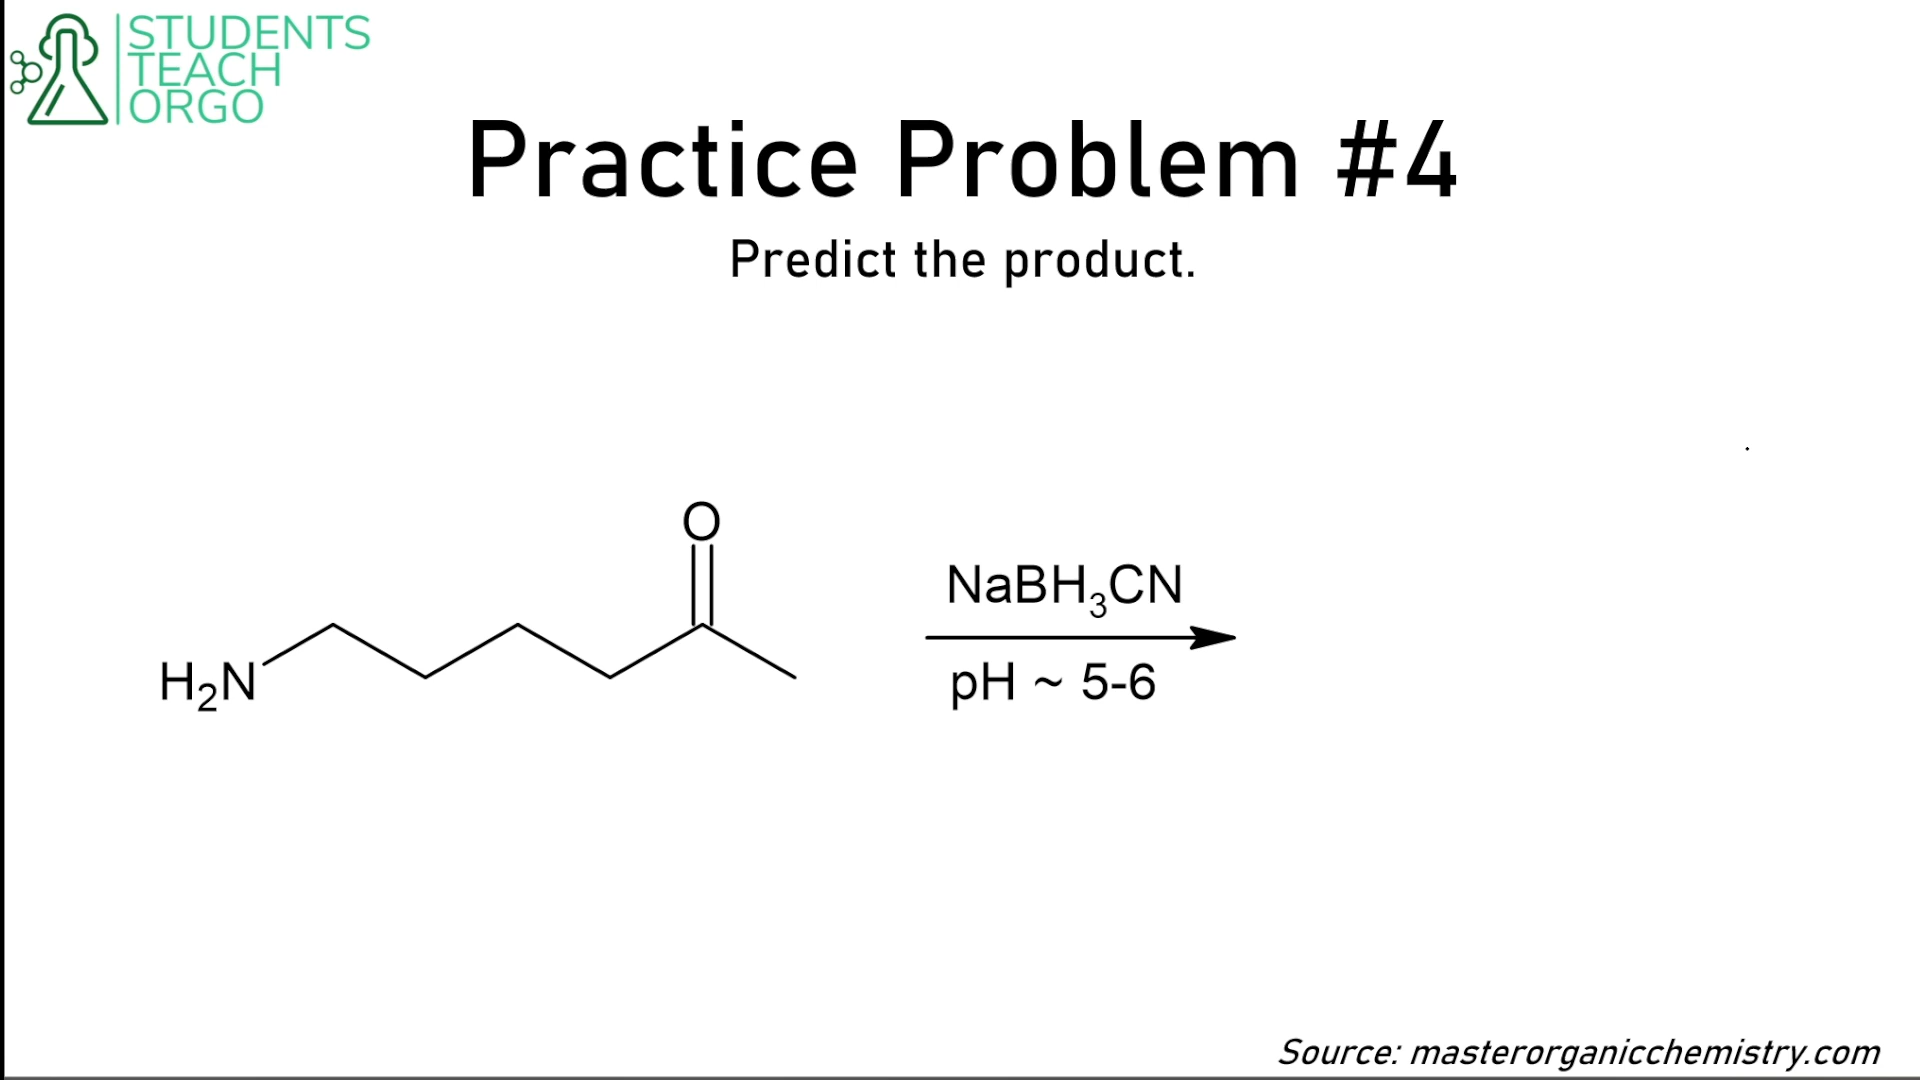 STUDENTS
TEACH
ORGO
Practice Problem #4
Predict the product.
O
H₂N
NaBH₃CN
pH ~ 5-6
Source: masterorganicchemistry.com